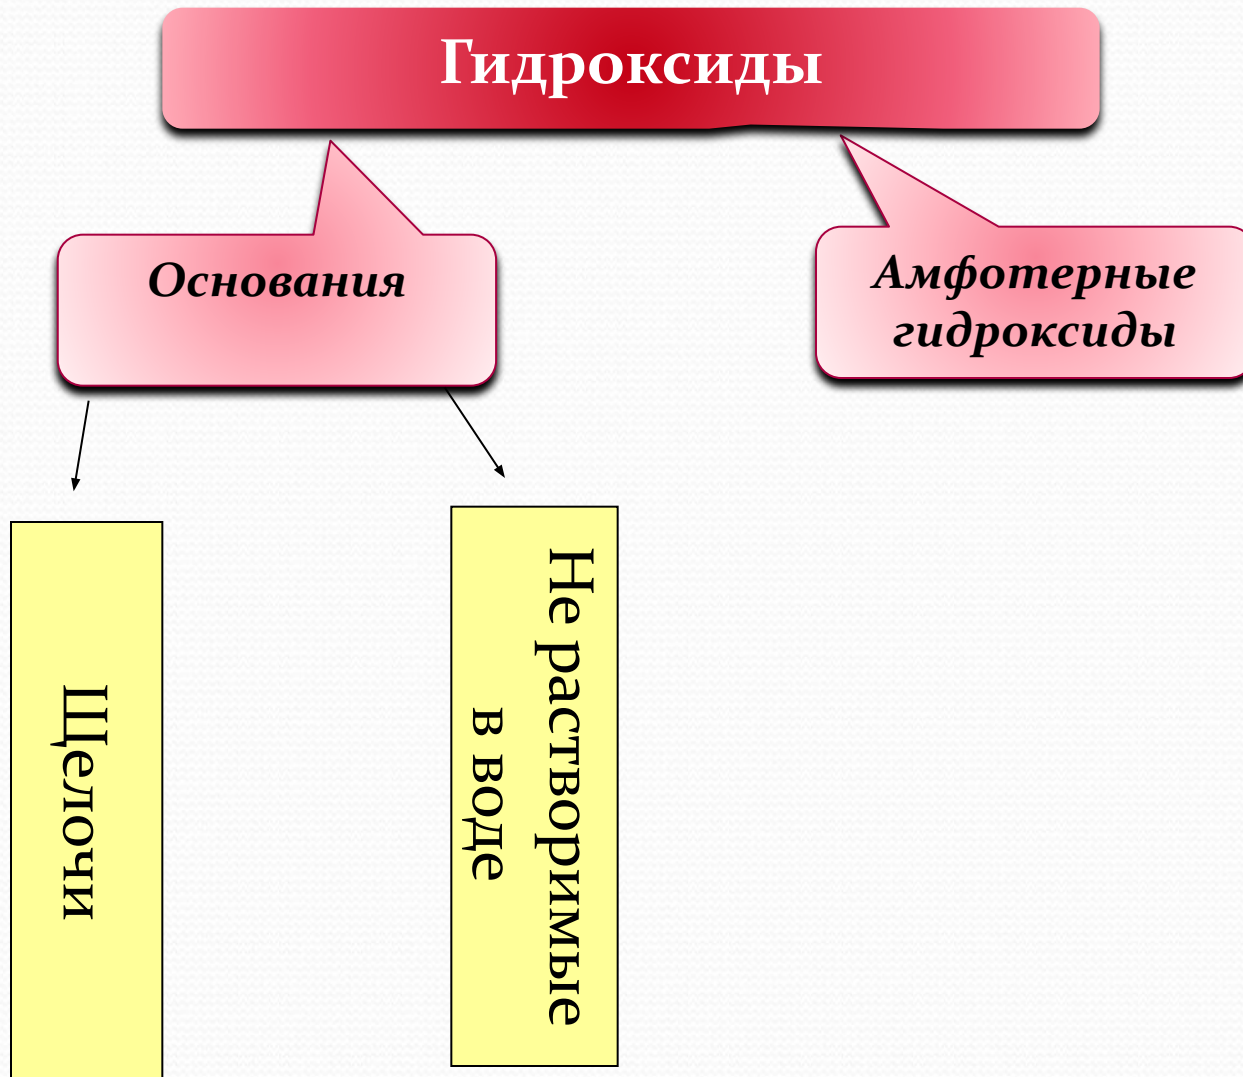 Гидроксиды
Основания
Амфотерные
гидроксиды
Щелочи
Не растворимые
в воде